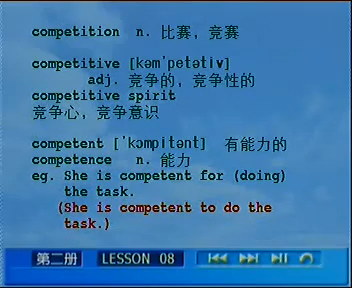 competition n. 比赛，竞赛
competitive [kəm'petətiv]
adj. 竞争的，竞争性的
competitive spirit
竞争心，竞争意识
competent ['kɔmpitənt] 有能力的
competence n. 能力
eg. She is competent for (doing)
the task.
(She is competent to do the
task.)
第二册 LESSON 08